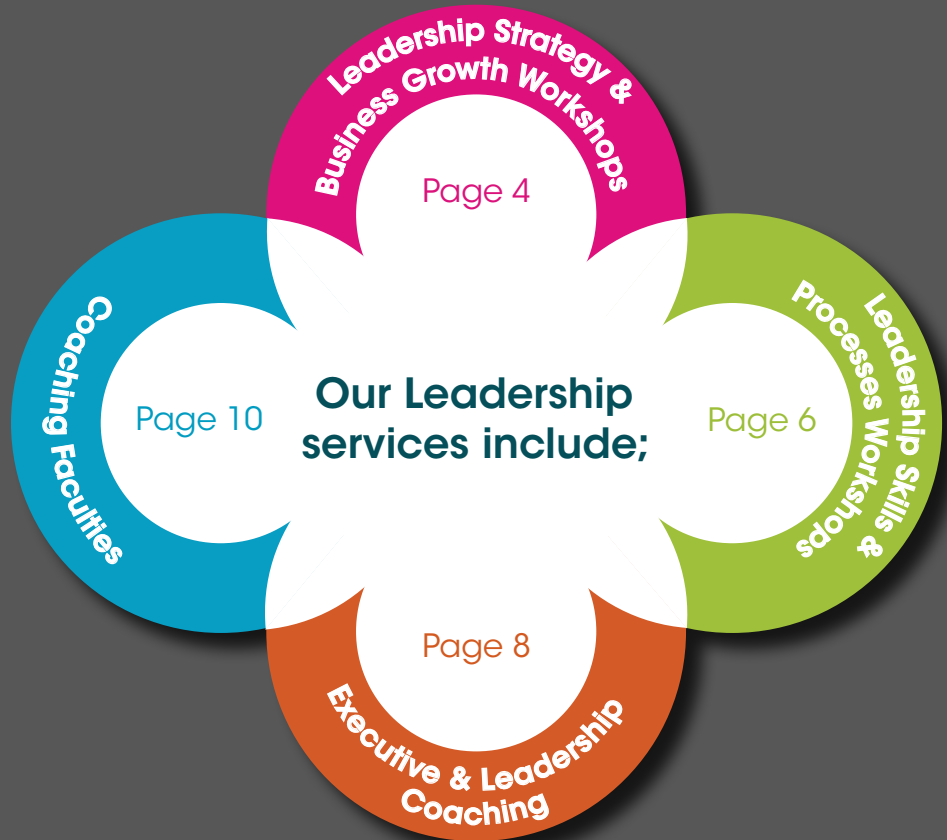 Leadership Strategy &
Business Growth Workshops
Page 4
Leadership Skills &
Processes Workshops
Page 6
Our Leadership
services include;
Page 10
Coaching Faculties
Page 8
Executive & Leadership
Coaching